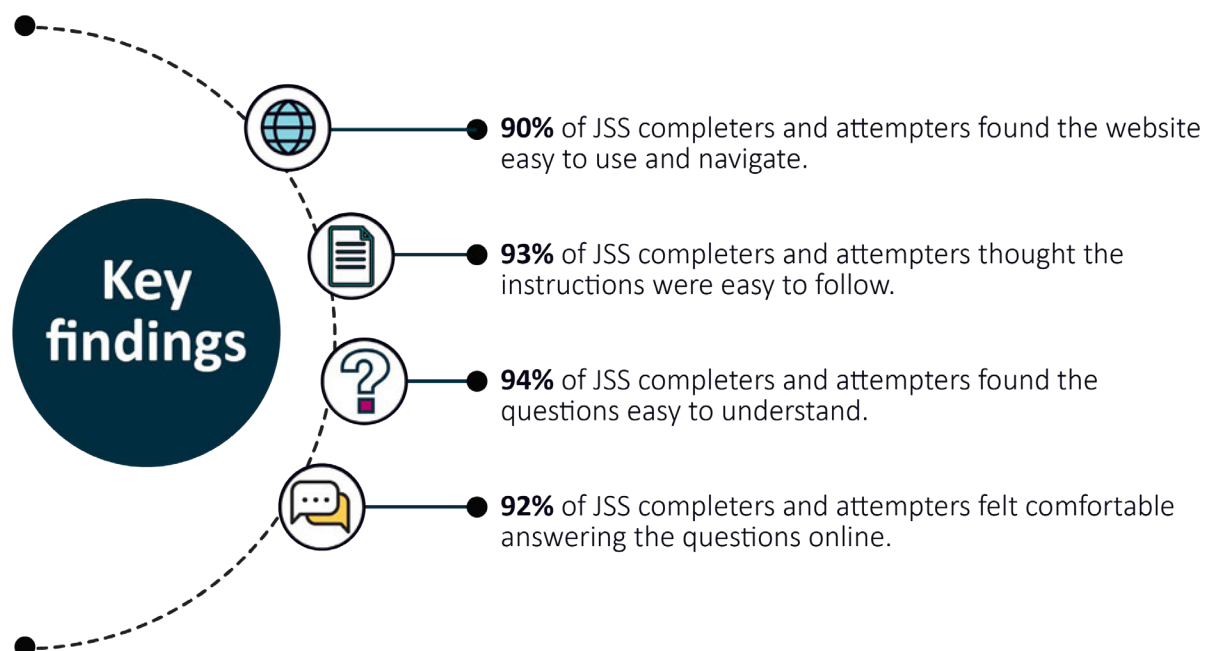 Key
findings
90% of JSS completers and attempters found the website
easy to use and navigate.
93% of JSS completers and attempters thought the
instructions were easy to follow.
94% of JSS completers and attempters found the
questions easy to understand.
92% of JSS completers and attempters felt comfortable
answering the questions online.